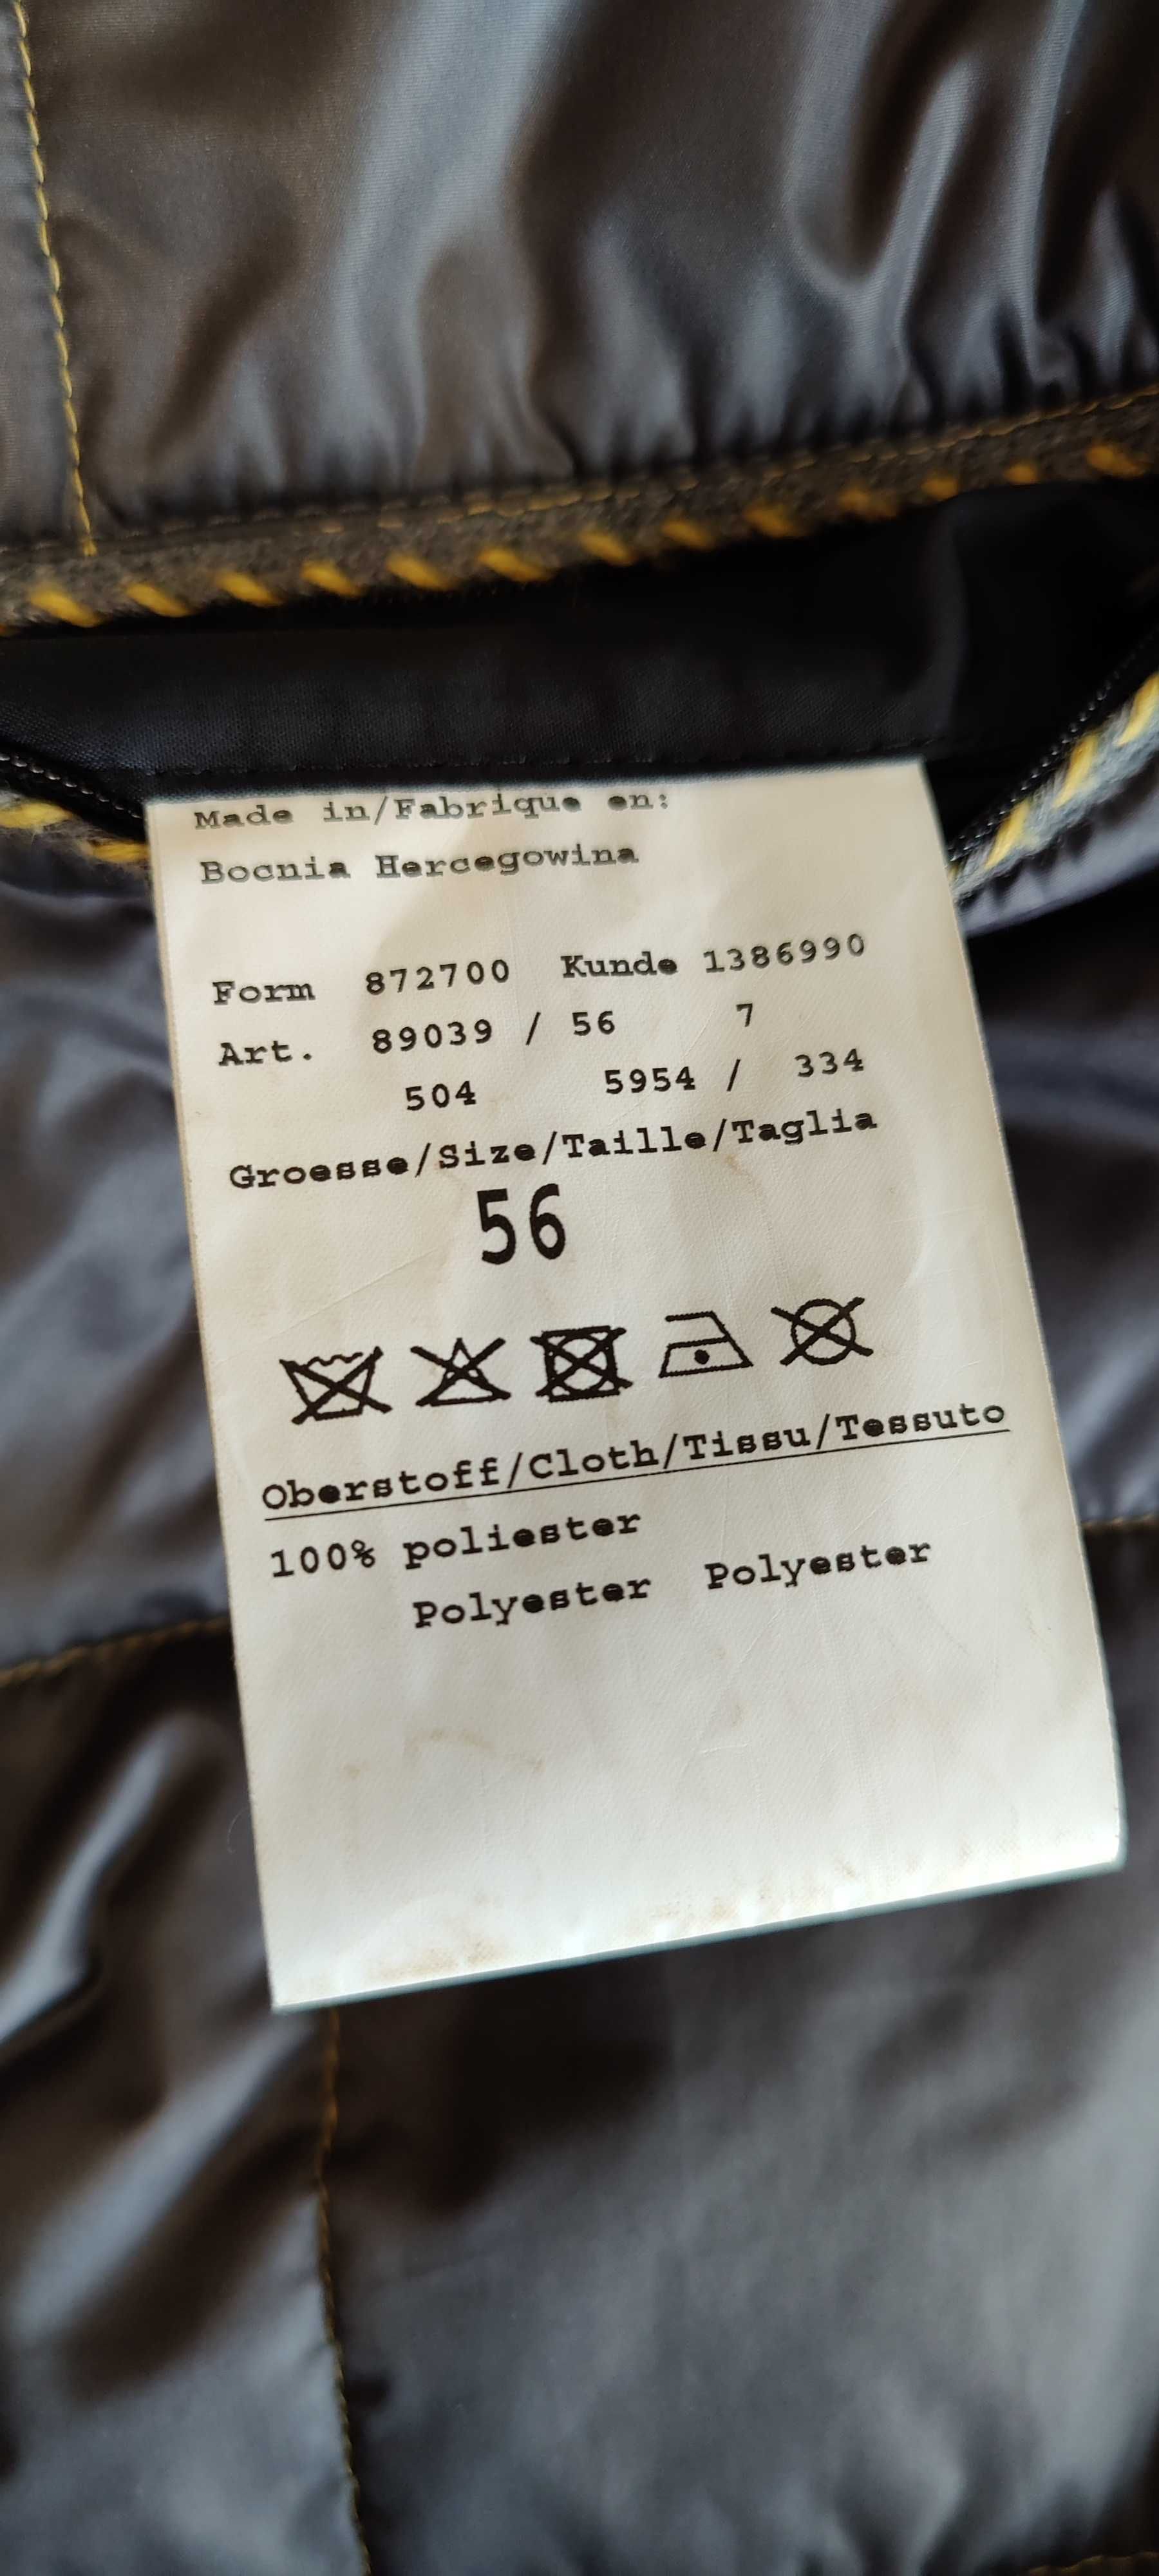 Made in/Fabrique en:
Bocnia Hercegowina
Form 872700 Kunde 1386990
Art. 89039 / 56 7
504 5954 / 334
Groesse/Size/Taille/Taglia
56
Oberstoff/Cloth/Tissu/Tessuto
100% poliester
Polyester Polyester